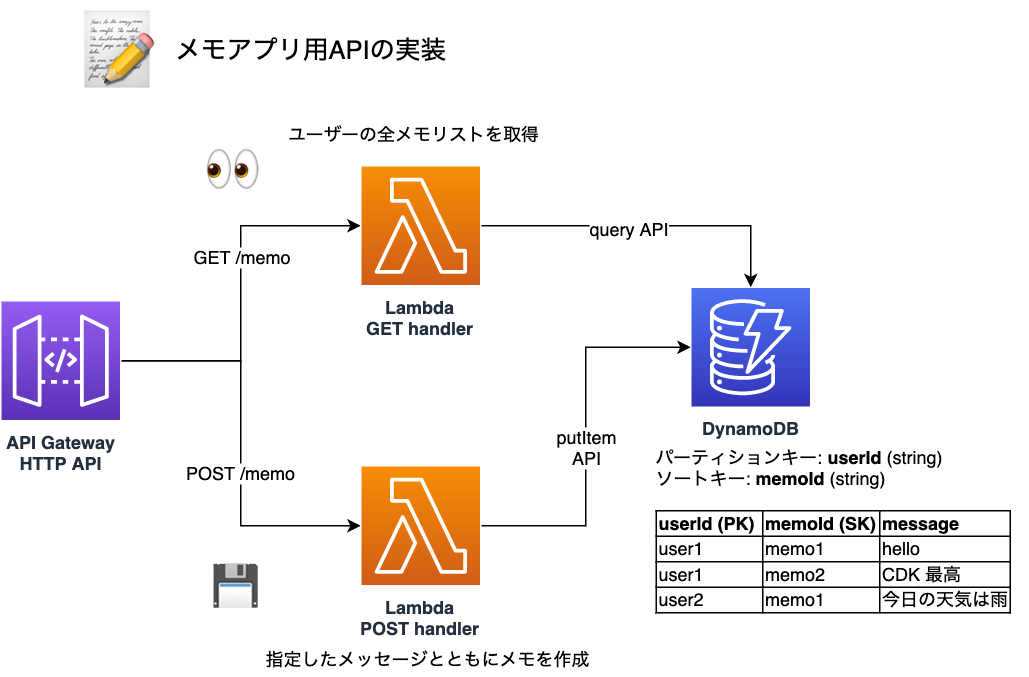 メモアプリ用APIの実装
ユーザーの全メモリストを取得
query API
GET /memo
Lambda
GET handler
API Gateway
HTTP API
DynamoDB
パーティションキー: userId (string)
ソートキー: memoId (string)
putItem
API
POST /memo
userId (PK) memoId (SK) message
user1 memo1 hello
user1 memo2 CDK 最高
user2 memo1 今日の天気は雨
Lambda
POST handler
指定したメッセージとともにメモを作成